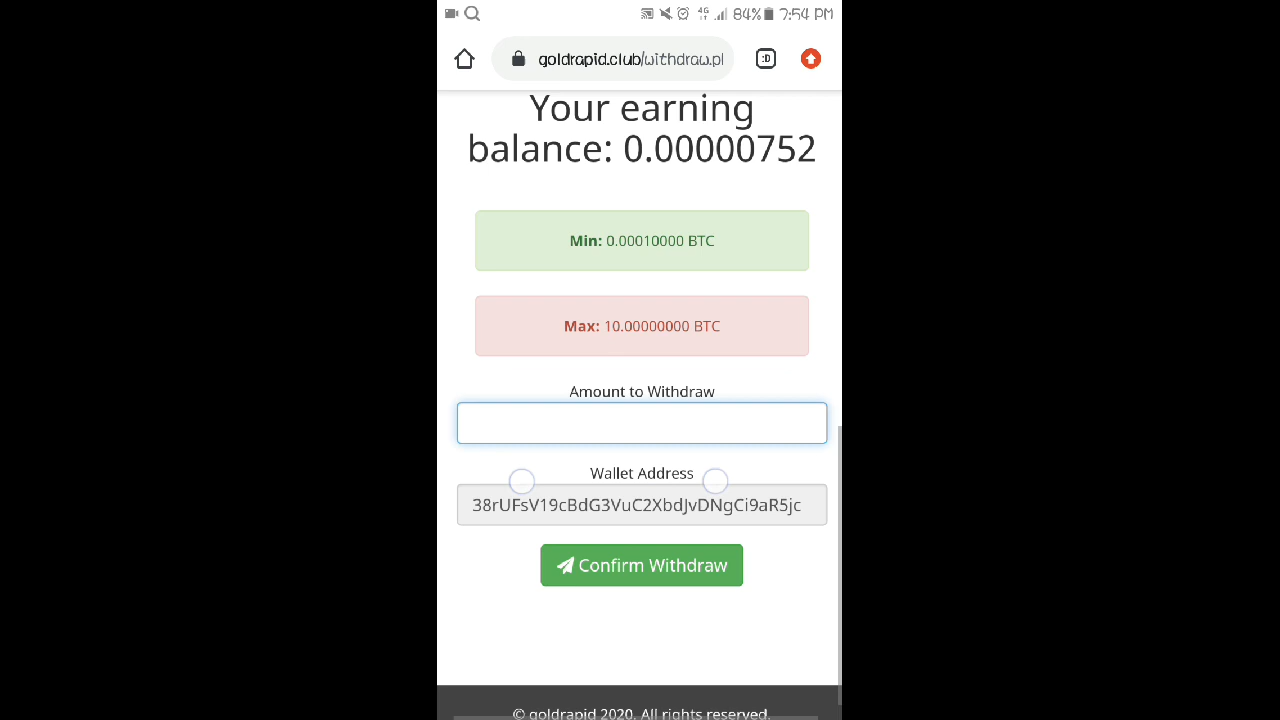 4G 84% 7:54 PM
goldrapid.club/withdraw.pl
:D
Your earning
balance: 0.00000752
Min: 0.00010000 BTC
Max: 10.00000000 BTC
Amount to Withdraw
Wallet Address
38rUFsV19cBdG3VuC2XbdJvDNgCi9aR5jc
Confirm Withdraw
© goldrapid 2020. All rights reserved.